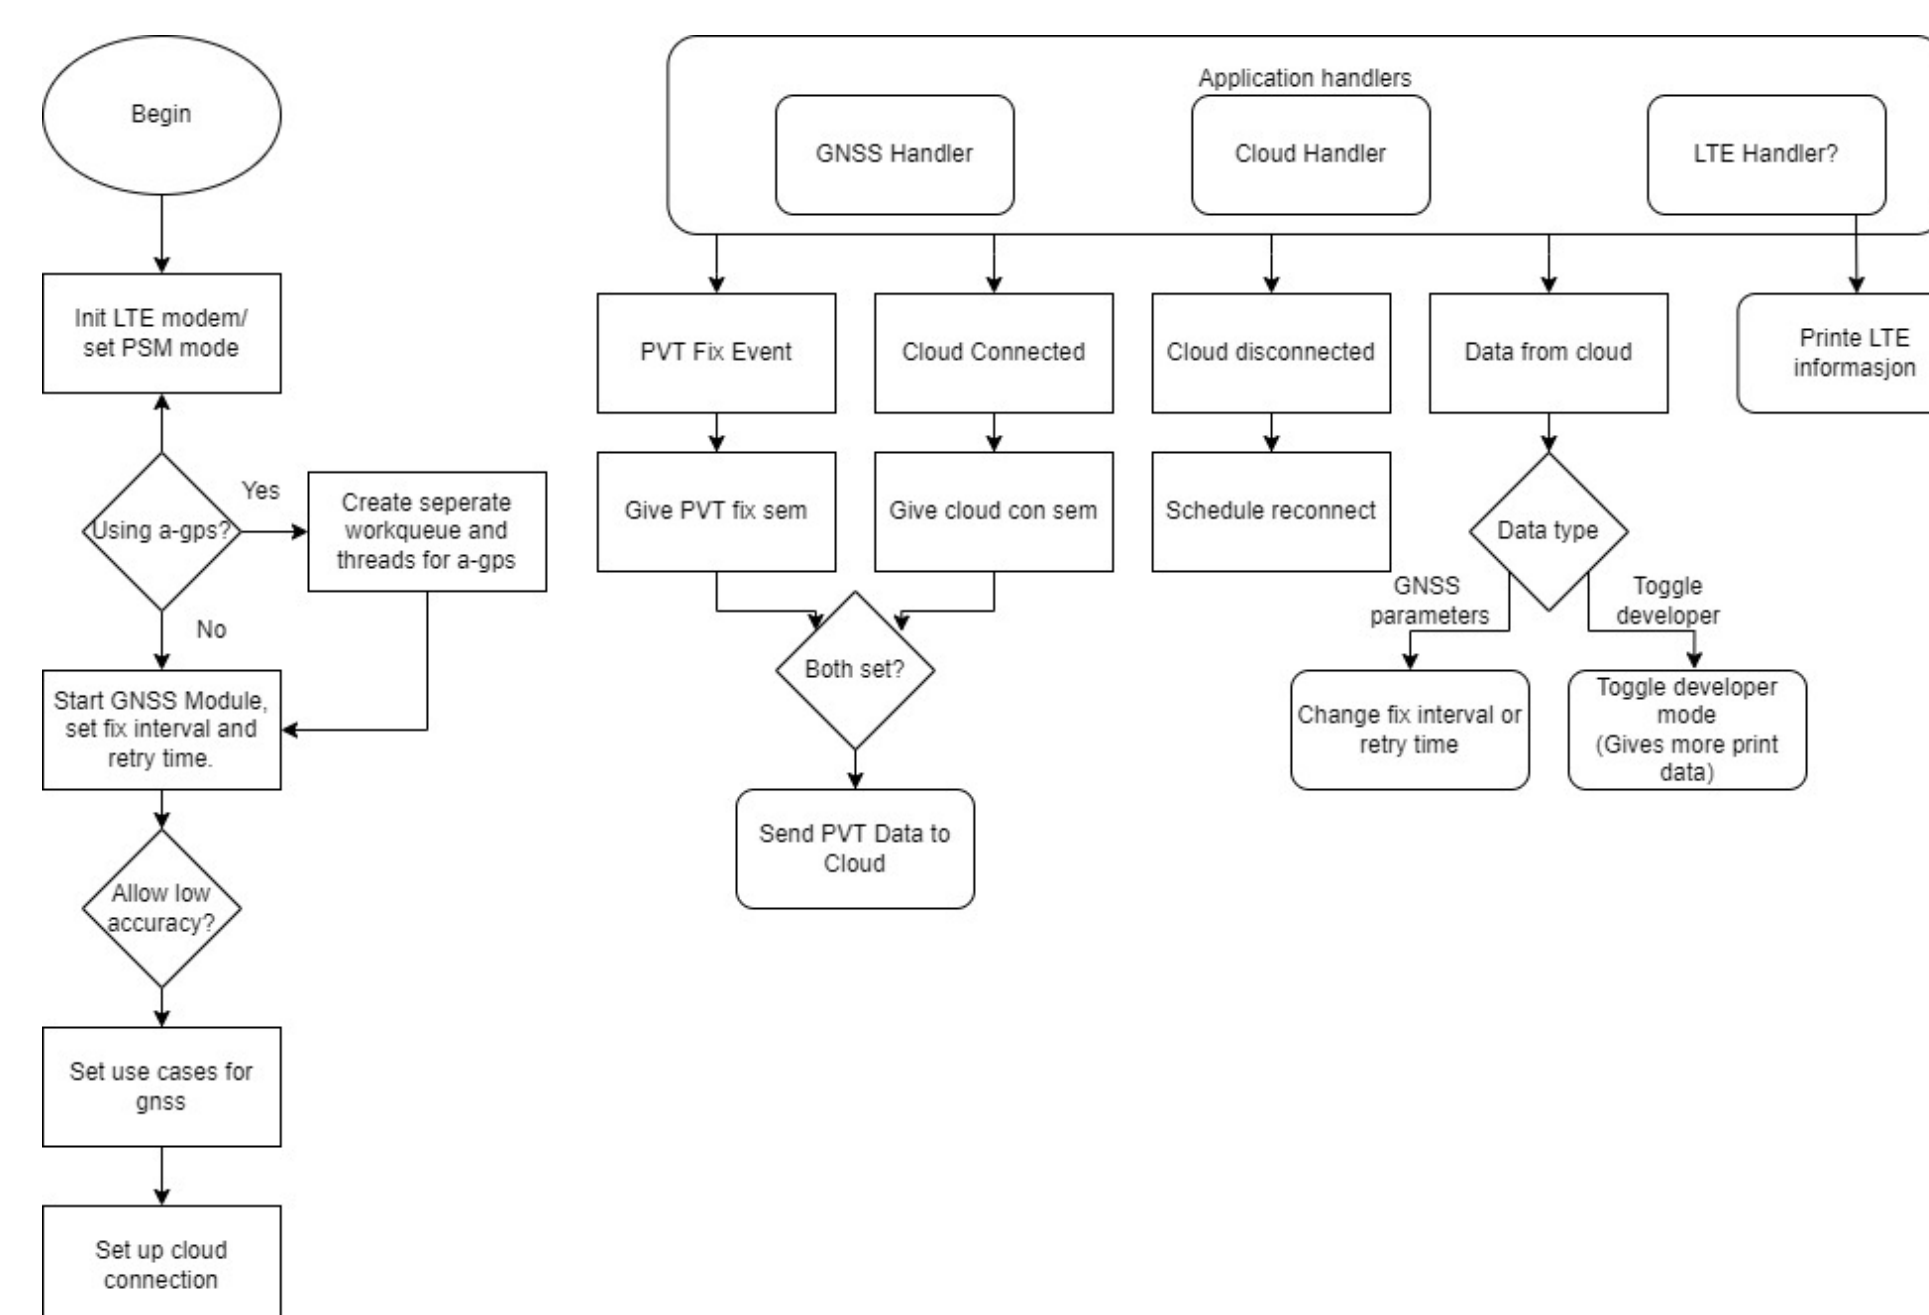 Begin
Init LTE modem/
set PSM mode
Using a-gps?
Yes
Create seperate
workqueue and
threads for a-gps
No
Start GNSS Module,
set fix interval and
retry time.
Allow low
accuracy?
Set use cases for
gnss
Set up cloud
connection
Application handlers
GNSS Handler
Cloud Handler
LTE Handler?
PVT Fix Event
Cloud Connected
Cloud disconnected
Data from cloud
Printe LTE
informasjon
Give PVT fix sem
Give cloud con sem
Schedule reconnect
Data type
GNSS
parameters
Toggle
developer
Both set?
Change fix interval or
retry time
Toggle developer
mode
(Gives more print
data)
Send PVT Data to
Cloud